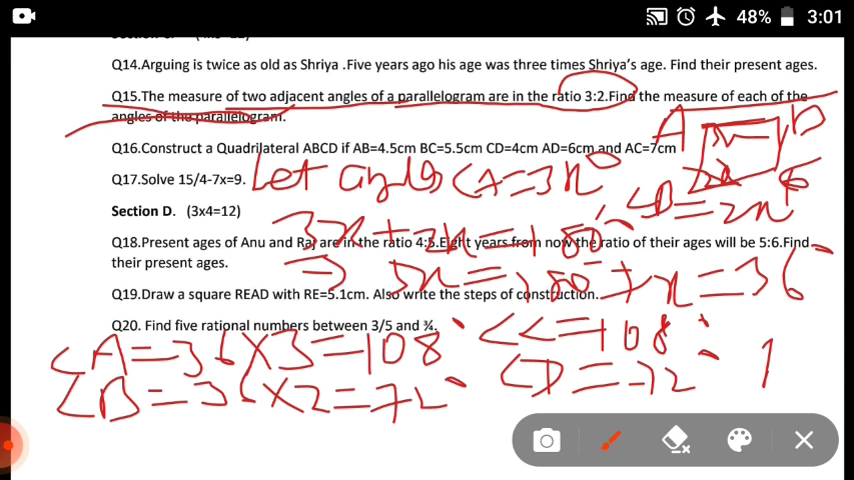 48% 3:01
Q14.Arguing is twice as old as Shriya .Five years ago his age was three times Shriya's age. Find their present ages.
Q15.The measure of two adjacent angles of a parallelogram are in the ratio 3:2.Find the measure of each of the
angles of the parallelogram.
A B
3x
2x
Q16.Construct a Quadrilateral ABCD if AB=4.5cm BC=5.5cm CD=4cm AD=6cm and AC=7cm
Q17.Solve 15/4-7x=9.
Let angles ∠A=3x°
∠B=2x°
Section D. (3x4=12)
3x+2x=180°
Q18.Present ages of Anu and Raj are in the ratio 4:5.Eight years from now the ratio of their ages will be 5:6.Find
their present ages.
⇒ 5x=180° x=36°
Q19.Draw a square READ with RE=5.1cm. Also write the steps of construction.
Q20. Find five rational numbers between 3/5 and ¾.
∠A=36×3=108° ∠C=108°
∠B=36×2=72° ∠D=72°